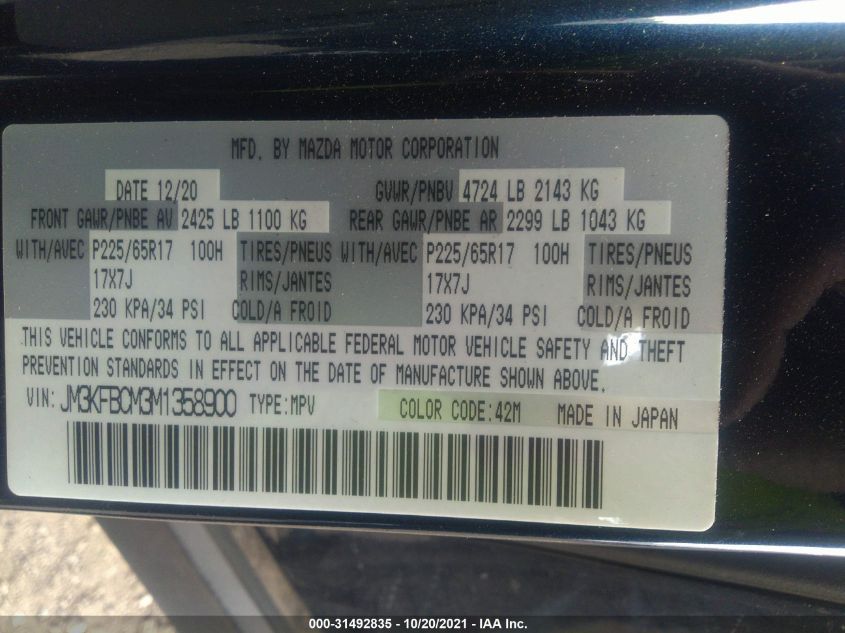 MFD. BY MAZDA MOTOR CORPORATION
DATE 12/20 GVWR/PNBV 4724 LB 2143 KG
FRONT GAWR/PNBE AV 2425 LB 1100 KG REAR GAWR/PNBE AR 2299 LB 1043 KG
WITH/AVEC P225/65R17 100H TIRES/PNEUS WITH/AVEC P225/65R17 100H TIRES/PNEUS
17X7J RIMS/JANTES 17X7J RIMS/JANTES
230 KPA/34 PSI COLD/A FROID 230 KPA/34 PSI COLD/A FROID
THIS VEHICLE CONFORMS TO ALL APPLICABLE FEDERAL MOTOR VEHICLE SAFETY AND THEFT
PREVENTION STANDARDS IN EFFECT ON THE DATE OF MANUFACTURE SHOWN ABOVE.
VIN: JM3KFBCM3M1358900 TYPE:MPV COLOR CODE:42M MADE IN JAPAN
000-31492835 - 10/20/2021 - IAA Inc.